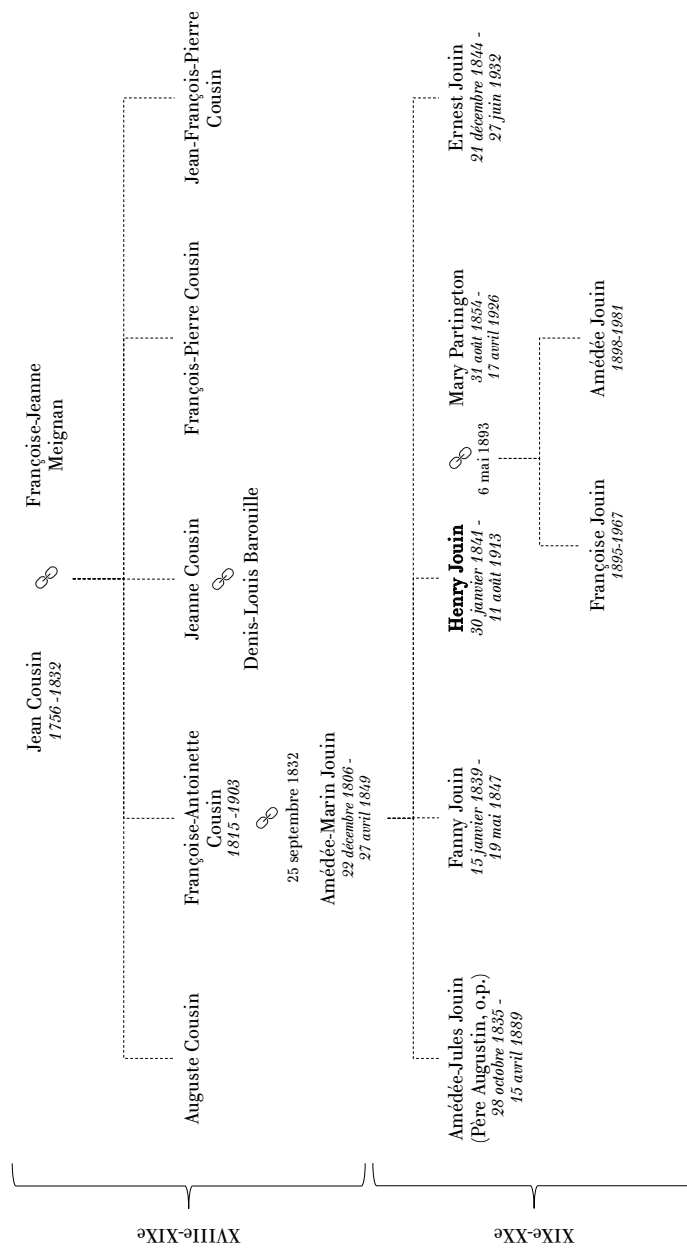 Jean Cousin
1756 -1832
Françoise-Jeanne
Meignan
Auguste Cousin
Françoise-Antoinette
Cousin
1815 -1903
25 septembre 1832
Amédée-Marin Jouin
22 décembre 1806 -
27 avril 1849
Jeanne Cousin
Denis-Louis Barouille
François-Pierre Cousin
Jean-François-Pierre
Cousin
XVIIIe-XIXe
Amédée-Jules Jouin
(Père Augustin, o.p.)
28 octobre 1835 -
15 avril 1889
Fanny Jouin
15 janvier 1839 -
19 mai 1847
Henry Jouin
30 janvier 1841 -
11 août 1913
6 mai 1893
Mary Partington
31 août 1854 -
17 avril 1926
Ernest Jouin
21 décembre 1844 -
27 juin 1932
Françoise Jouin
1895-1967
Amédée Jouin
1898-1981
XIXe-XXe